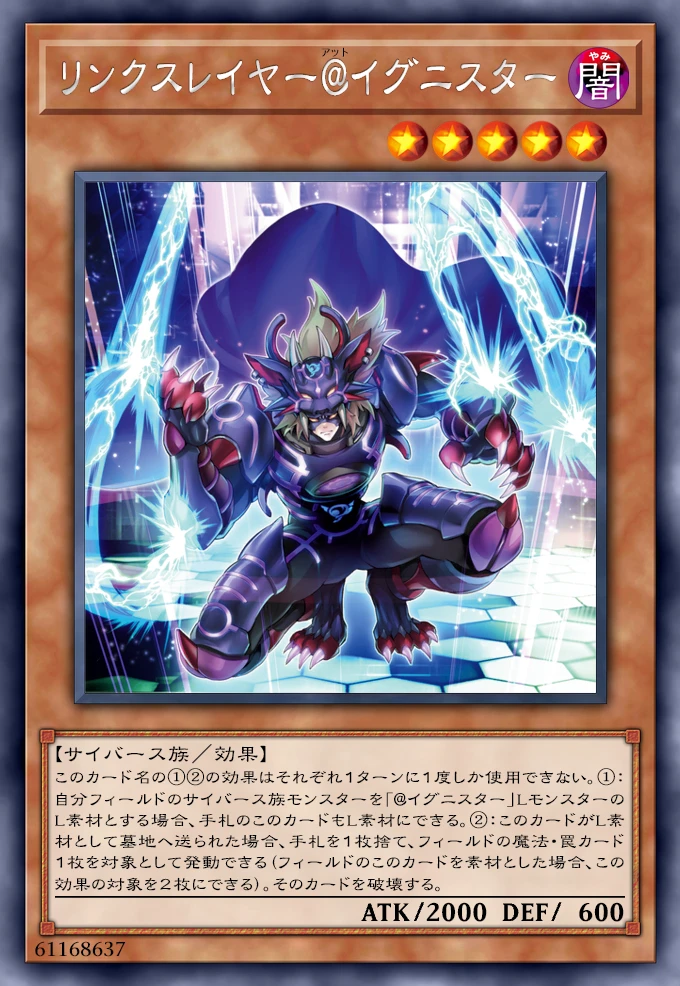 アット
リンクスレイヤー@イグニスター
やみ
闇
【サイバース族／効果】
このカード名の①②の効果はそれぞれ1ターンに1度しか使用できない。①：
自分フィールドのサイバース族モンスターを「@イグニスター」Lモンスターの
L素材とする場合、手札のこのカードもL素材にできる。②：このカードがL素
材として墓地へ送られた場合、手札を1枚捨て、フィールドの魔法・罠カード
1枚を対象として発動できる(フィールドのこのカードを素材とした場合、この
効果の対象を2枚にできる)。そのカードを破壊する。
ATK/2000 DEF/ 600
61168637